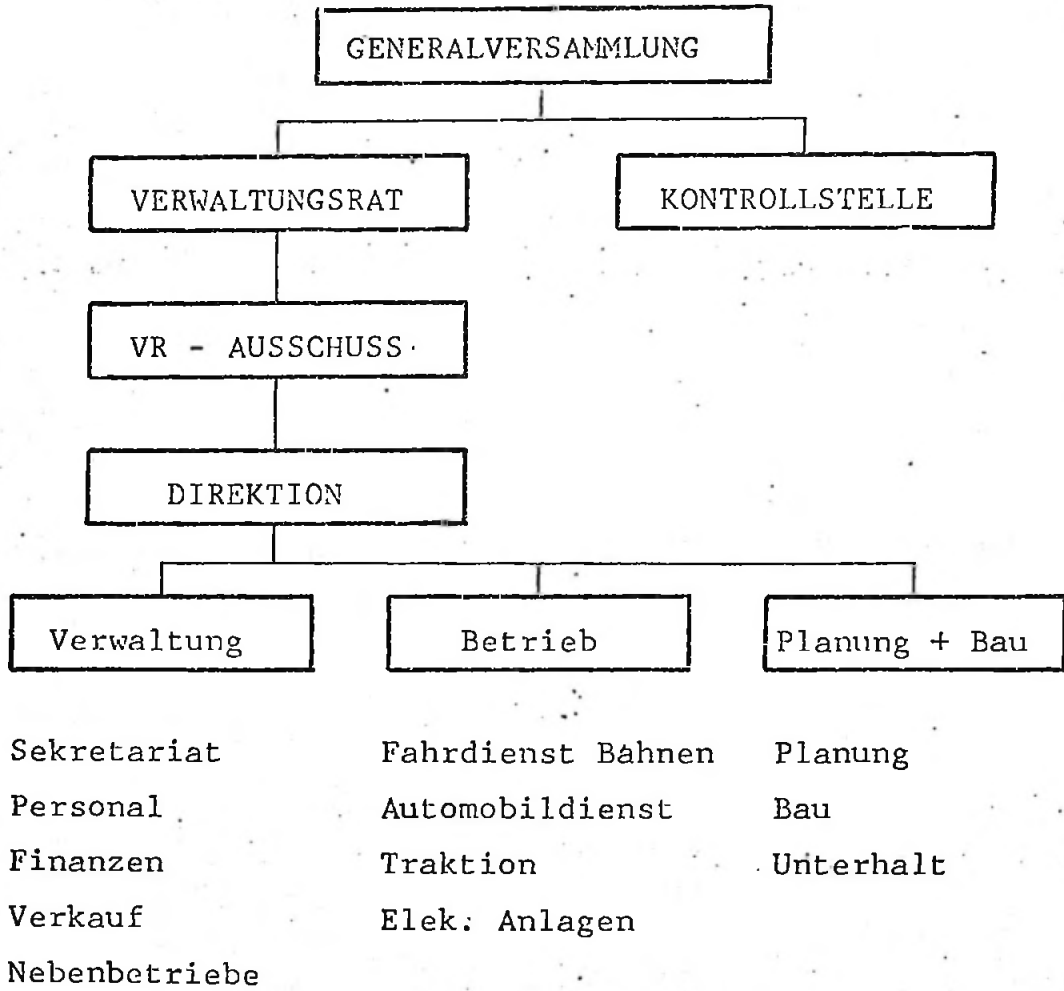 GENERALVERSAMMLUNG
VERWALTUNGSRAT
KONTROLLSTELLE
VR - AUSSCHUSS
DIREKTION
Verwaltung
Betrieb
Planung + Bau
Sekretariat
Personal
Finanzen
Verkauf
Nebenbetriebe
Fahrdienst Bahnen
Automobildienst
Traktion
Elek. Anlagen
Planung
Bau
Unterhalt